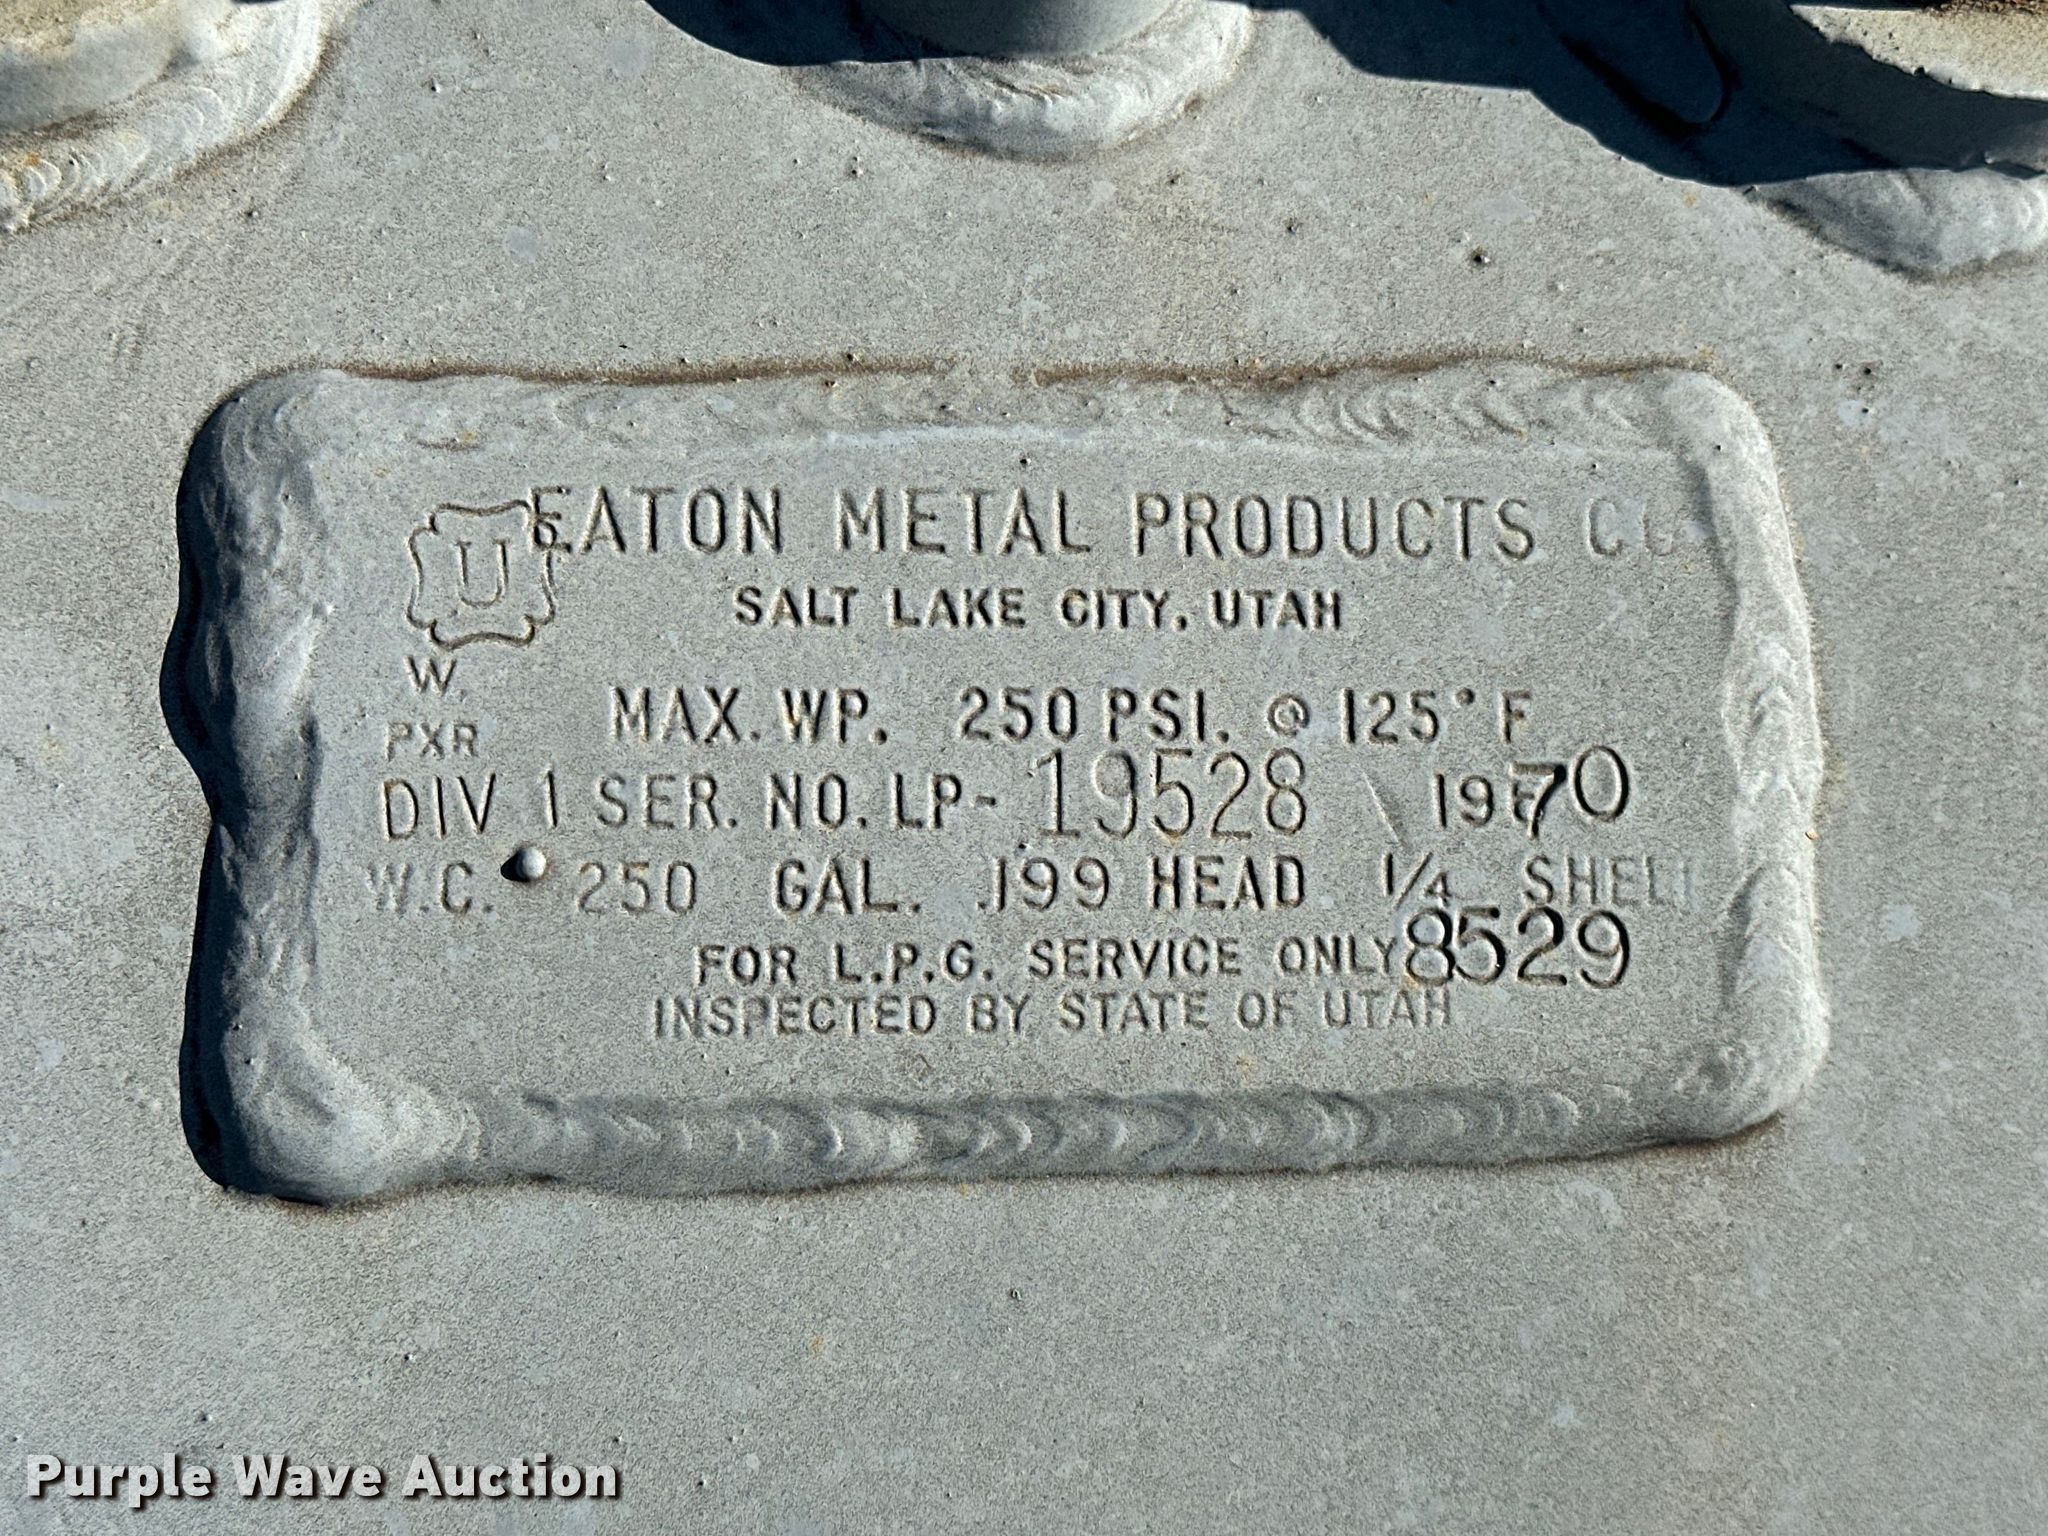 EATON METAL PRODUCTS CO
U
SALT LAKE CITY, UTAH
W.
MAX. WP. 250 PSI. @ 125° F
PXR
DIV 1 SER. NO. LP- 19528 1970
W.C. 250 GAL. .199 HEAD 1/4 SHELL
FOR L.P.G. SERVICE ONLY 8529
INSPECTED BY STATE OF UTAH
Purple Wave Auction